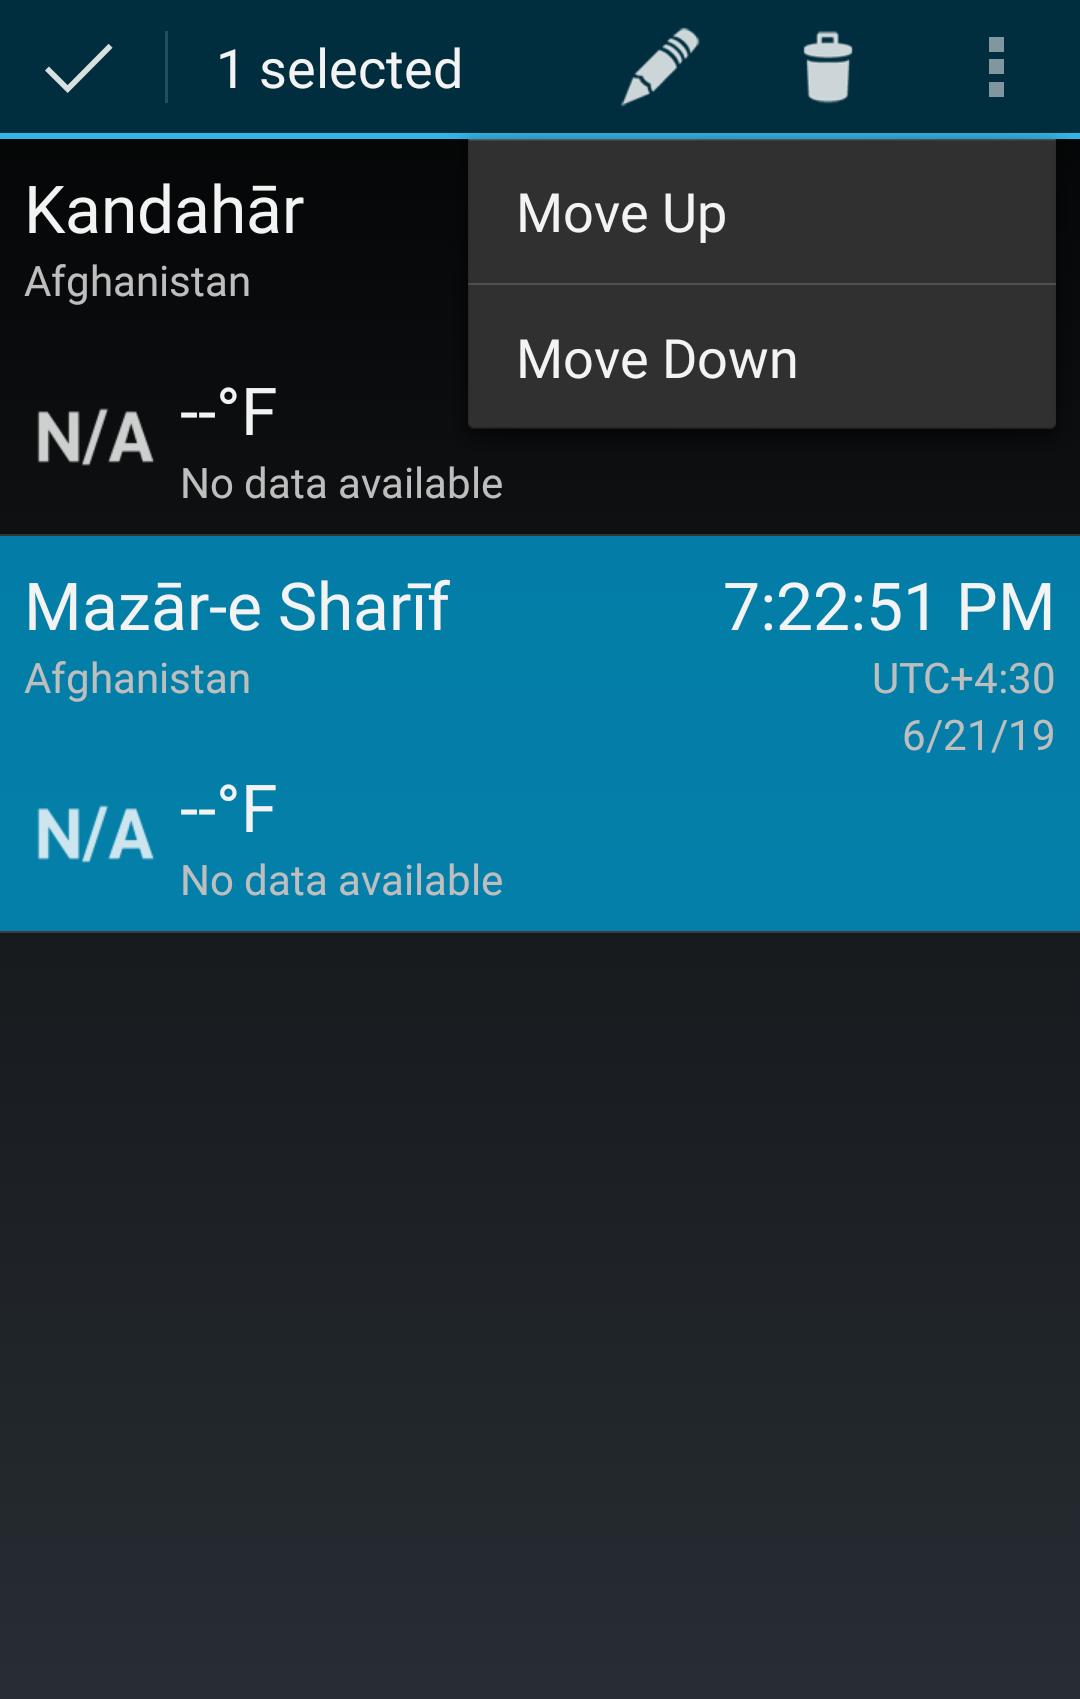 1 selected
Move Up
Move Down
Kandahār
Afghanistan
N/A
--°F
No data available
Mazār-e Sharīf
7:22:51 PM
Afghanistan
UTC+4:30
6/21/19
N/A
--°F
No data available